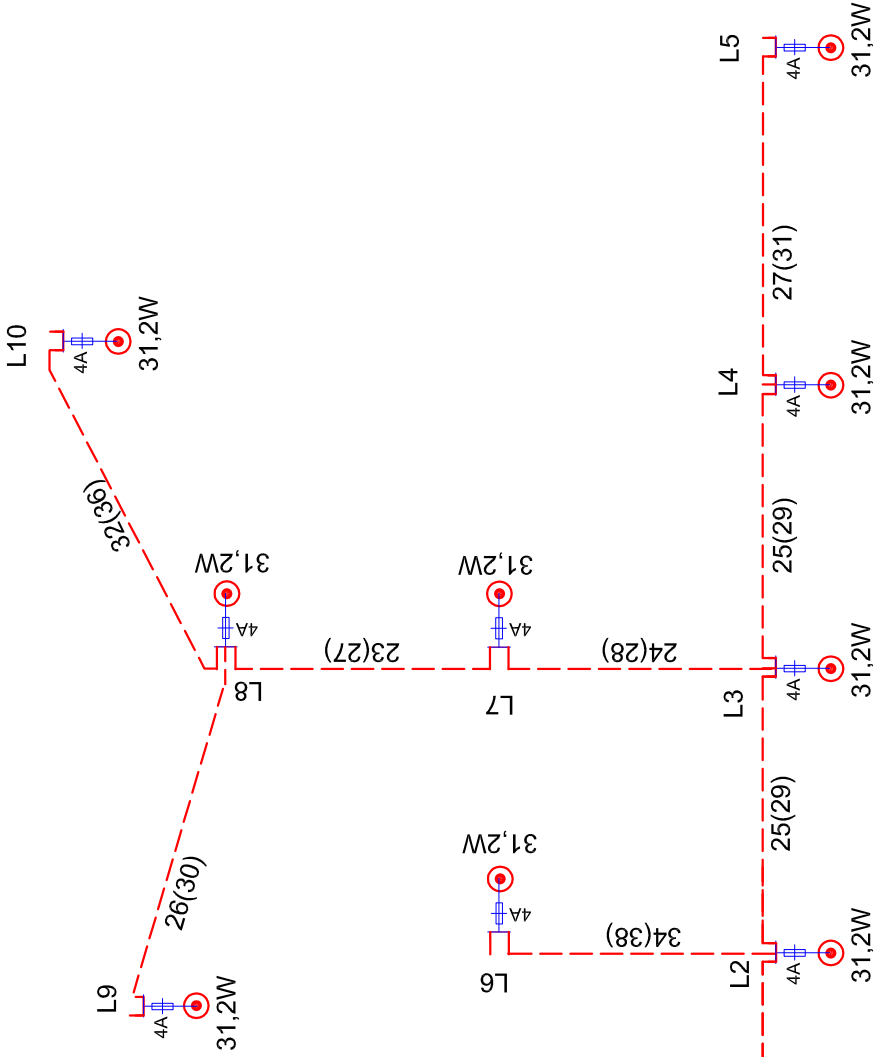 L5
4A
31,2W
27(31)
L10
4A
31,2W
L4
4A
31,2W
32(36)
25(29)
31,2W
4A
L8
23(27)
31,2W
4A
L7
24(28)
L3
4A
31,2W
26(30)
25(29)
31,2W
4A
L6
34(38)
L9
4A
31,2W
L2
4A
31,2W